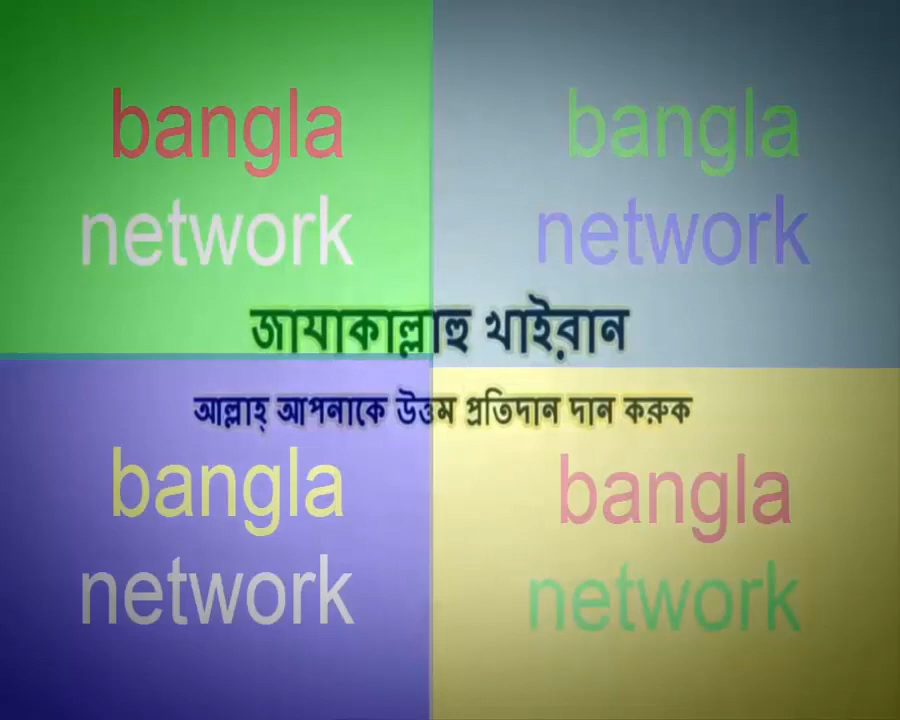 bangla
network
bangla
network
জাযাকাল্লাহু খাইরান
আল্লাহ্ আপনাকে উত্তম প্রতিদান দান করুক
bangla
network
bangla
network